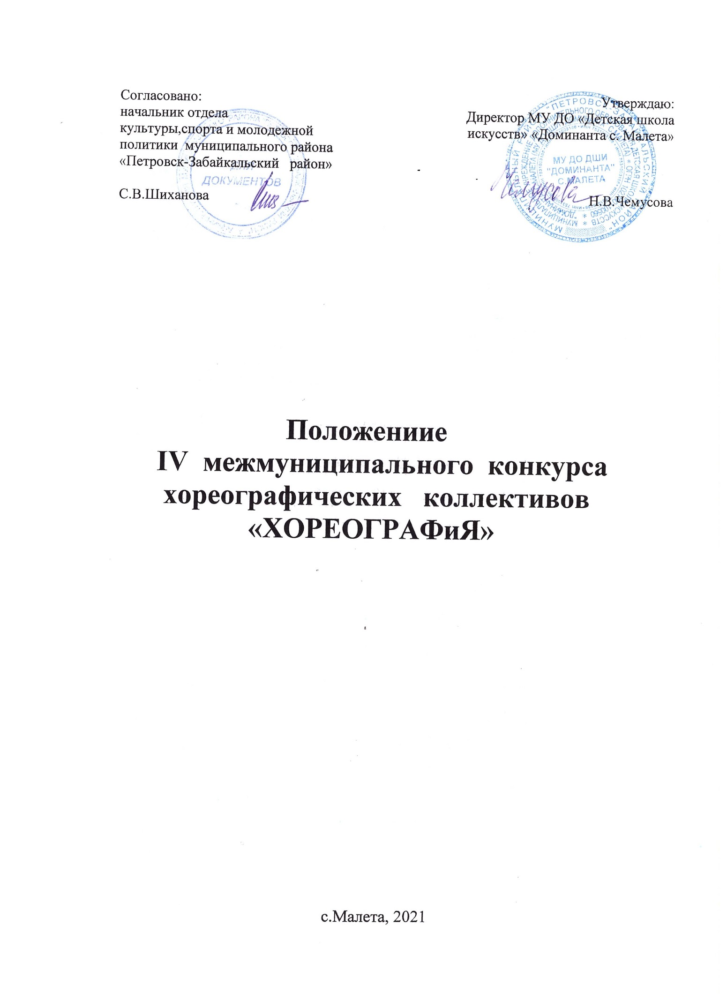 Согласовано:
начальник отдела
культуры,спорта и молодежной
политики муниципального района
«Петровск-Забайкальский район»
С.В.Шиханова
ДОКУМЕНТОВ
Утверждаю:
Директор МУ ДО «Детская школа
искусств» «Доминанта с. Малета»
Н.В.Чемусова
МУ ДО ДШИ
"ДОМИНАНТА"
С.МАЛЕТА
Положениие
IV межмуниципального конкурса
хореографических коллективов
«ХОРЕОГРАФиЯ»
с.Малета, 2021